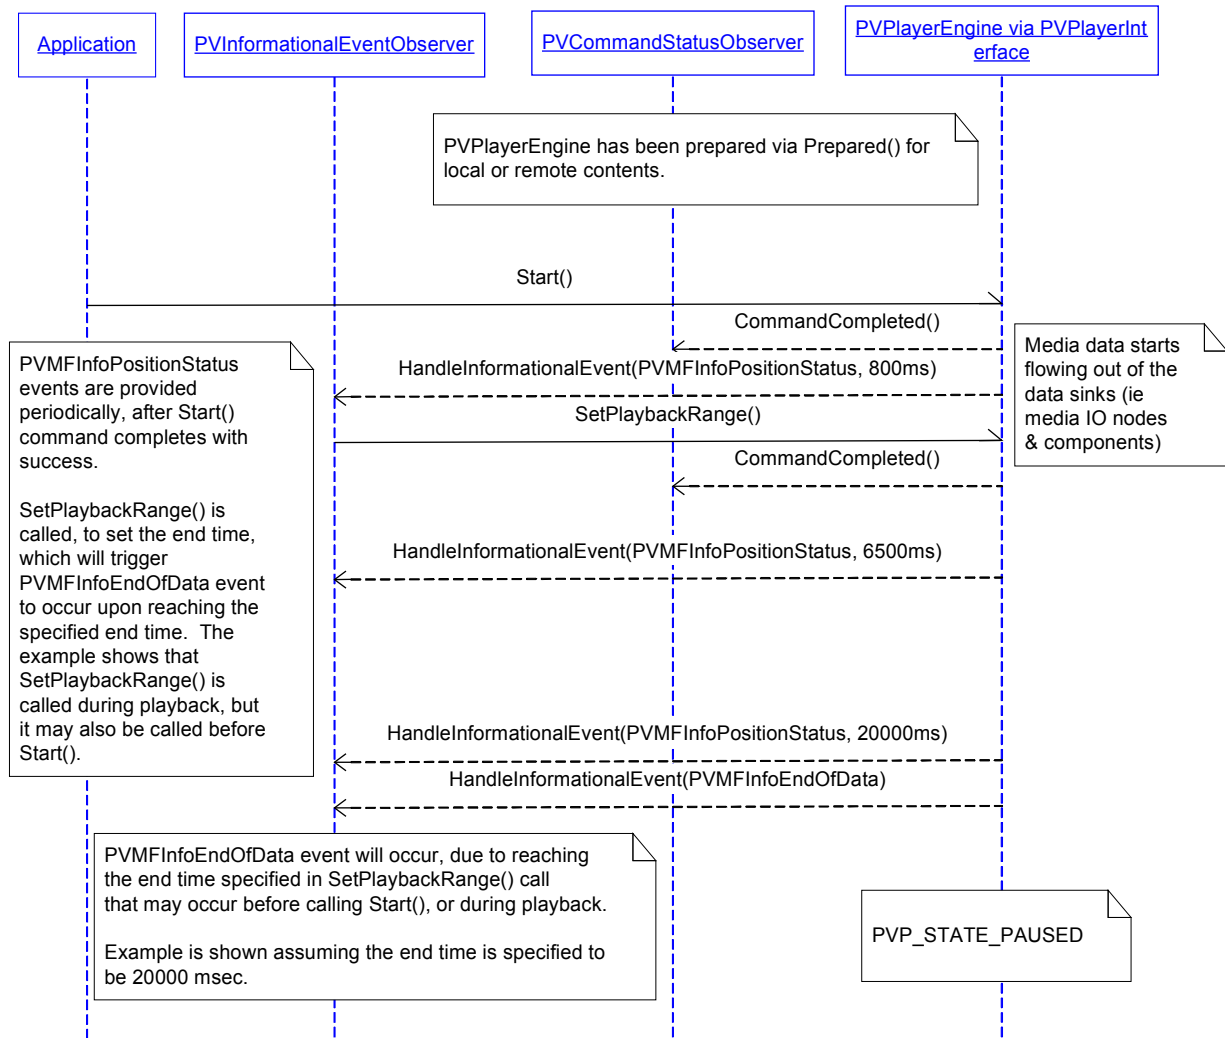 Application
PVInformationalEventObserver
PVCommandStatusObserver
PVPlayerEngine via PVPlayerInt
erface
PVPlayerEngine has been prepared via Prepared() for
local or remote contents.
Start()
CommandCompleted()
HandleInformationalEvent(PVMFInfoPositionStatus, 800ms)
SetPlaybackRange()
CommandCompleted()
Media data starts
flowing out of the
data sinks (ie
media IO nodes
& components)
PVMFInfoPositionStatus
events are provided
periodically, after Start()
command completes with
success.
SetPlaybackRange() is
called, to set the end time,
which will trigger
PVMFInfoEndOfData event
to occur upon reaching the
specified end time.  The
example shows that
SetPlaybackRange() is
called during playback, but
it may also be called before
Start().
HandleInformationalEvent(PVMFInfoPositionStatus, 6500ms)
HandleInformationalEvent(PVMFInfoPositionStatus, 20000ms)
HandleInformationalEvent(PVMFInfoEndOfData)
PVMFInfoEndOfData event will occur, due to reaching
the end time specified in SetPlaybackRange() call
that may occur before calling Start(), or during playback.
Example is shown assuming the end time is specified to
be 20000 msec.
PVP_STATE_PAUSED